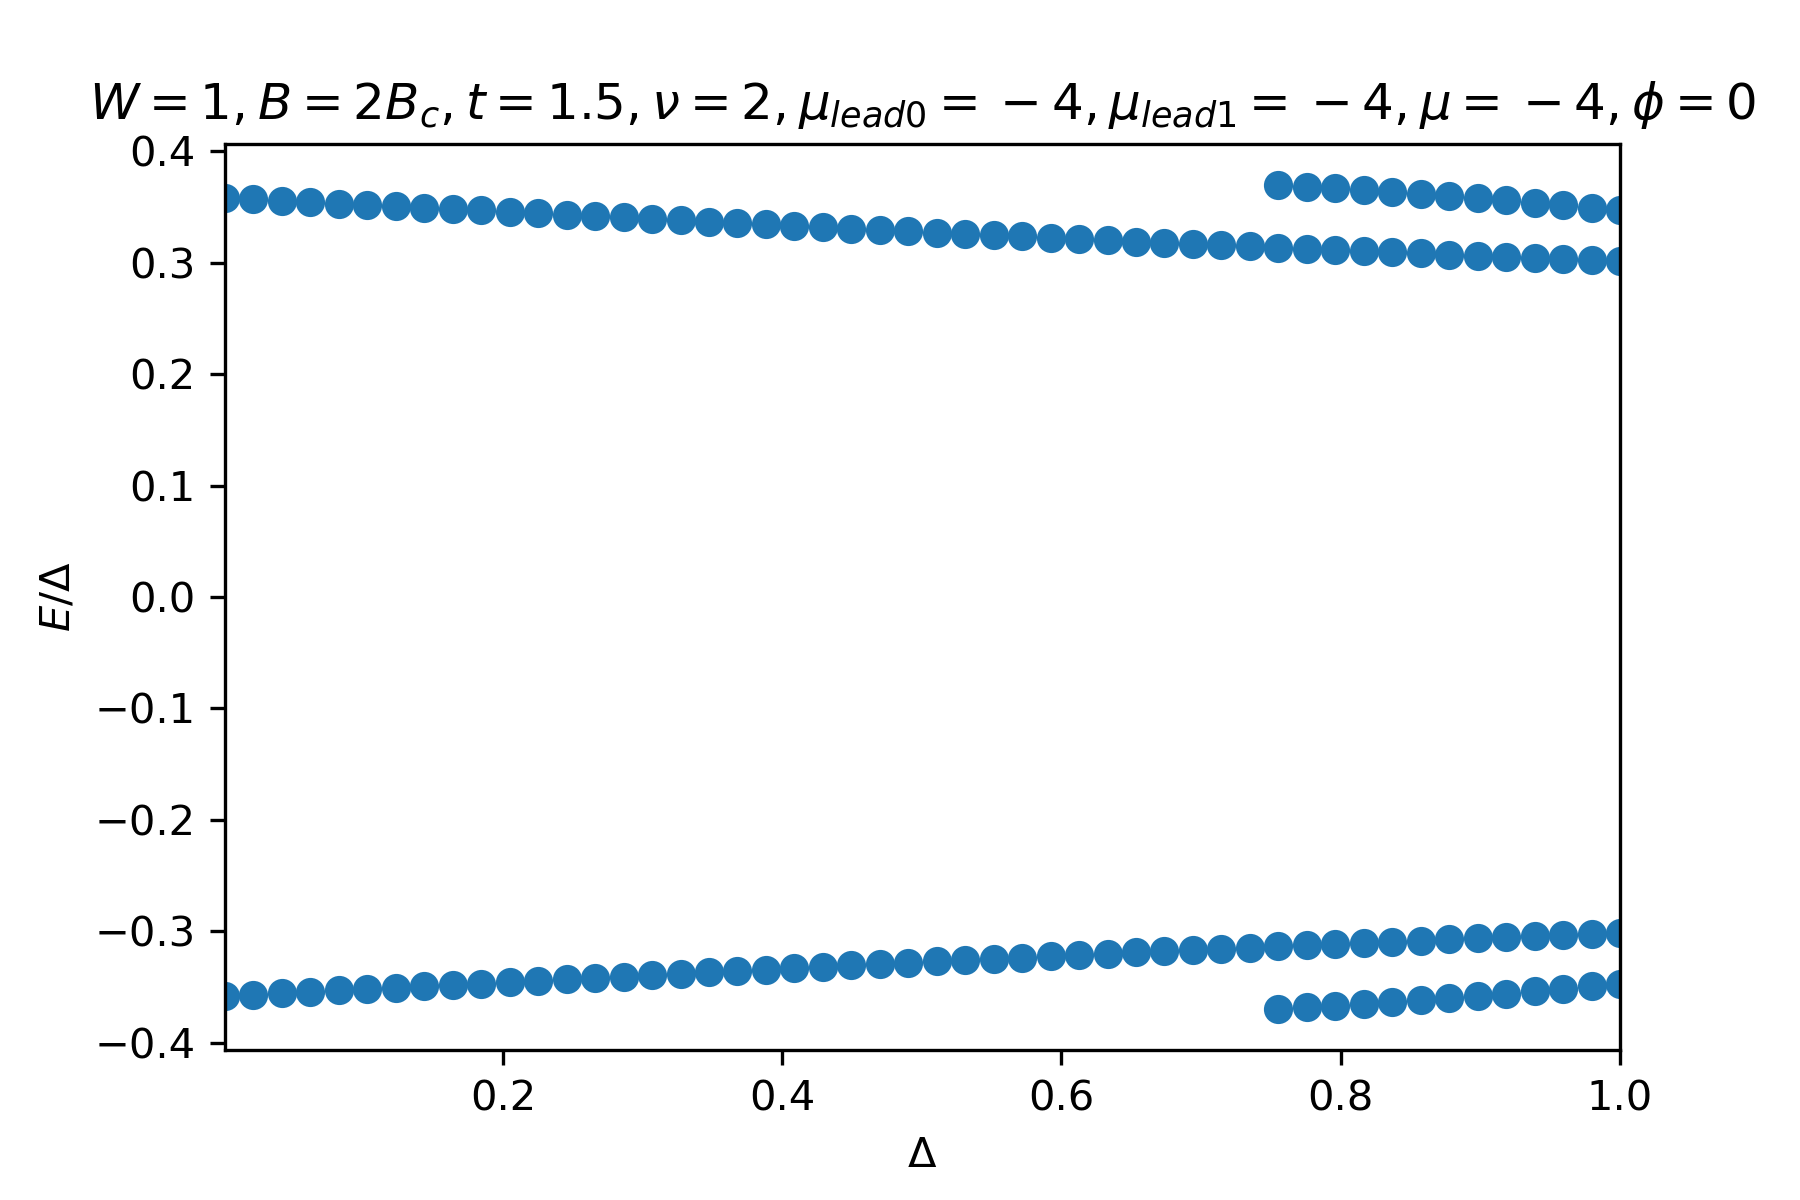 W = 1, B = 2B_c, t = 1.5, ν = 2, μ_lead0 = −4, μ_lead1 = −4, μ = −4, ϕ = 0
0.4
0.3
0.2
0.1
0.0
−0.1
−0.2
−0.3
−0.4
E/Δ
0.2 0.4 0.6 0.8 1.0
Δ